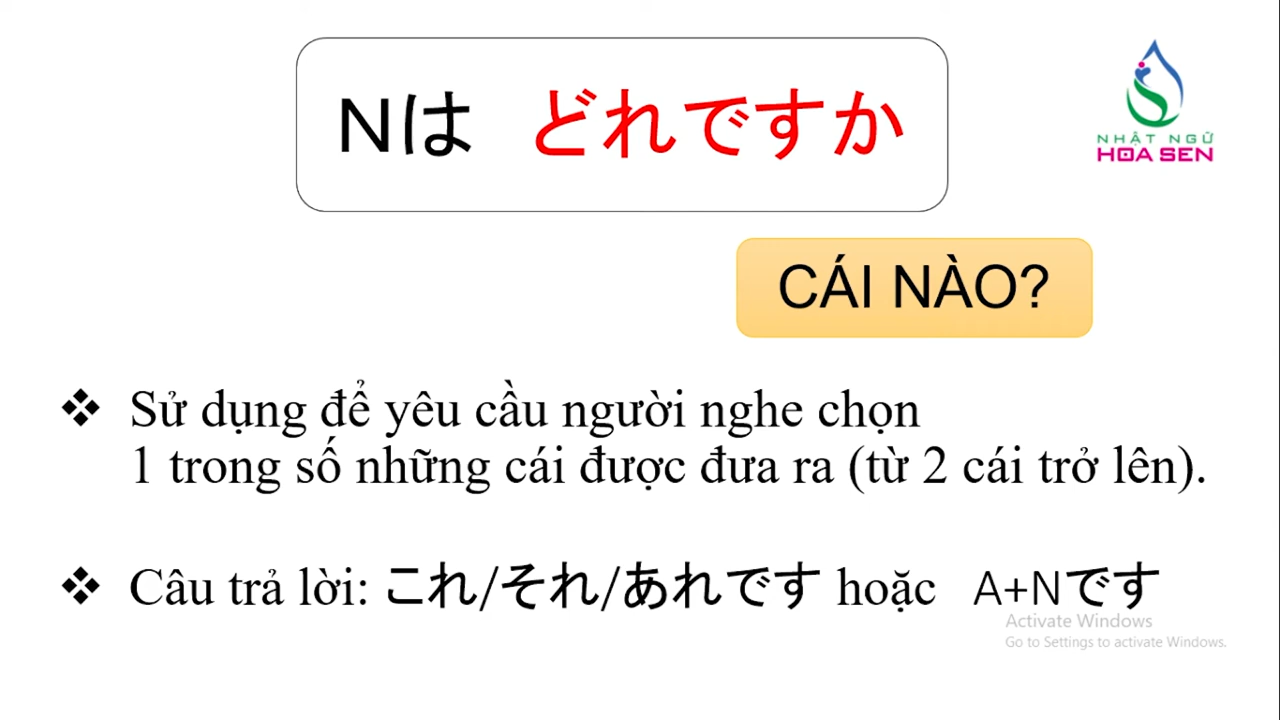 Nは どれですか
NHẬT NGỮ
HOA SEN
CÁI NÀO?
❖ Sử dụng để yêu cầu người nghe chọn
1 trong số những cái được đưa ra (từ 2 cái trở lên).
❖ Câu trả lời: これ/それ/あれです hoặc A+Nです
Activate Windows
Go to Settings to activate Windows.